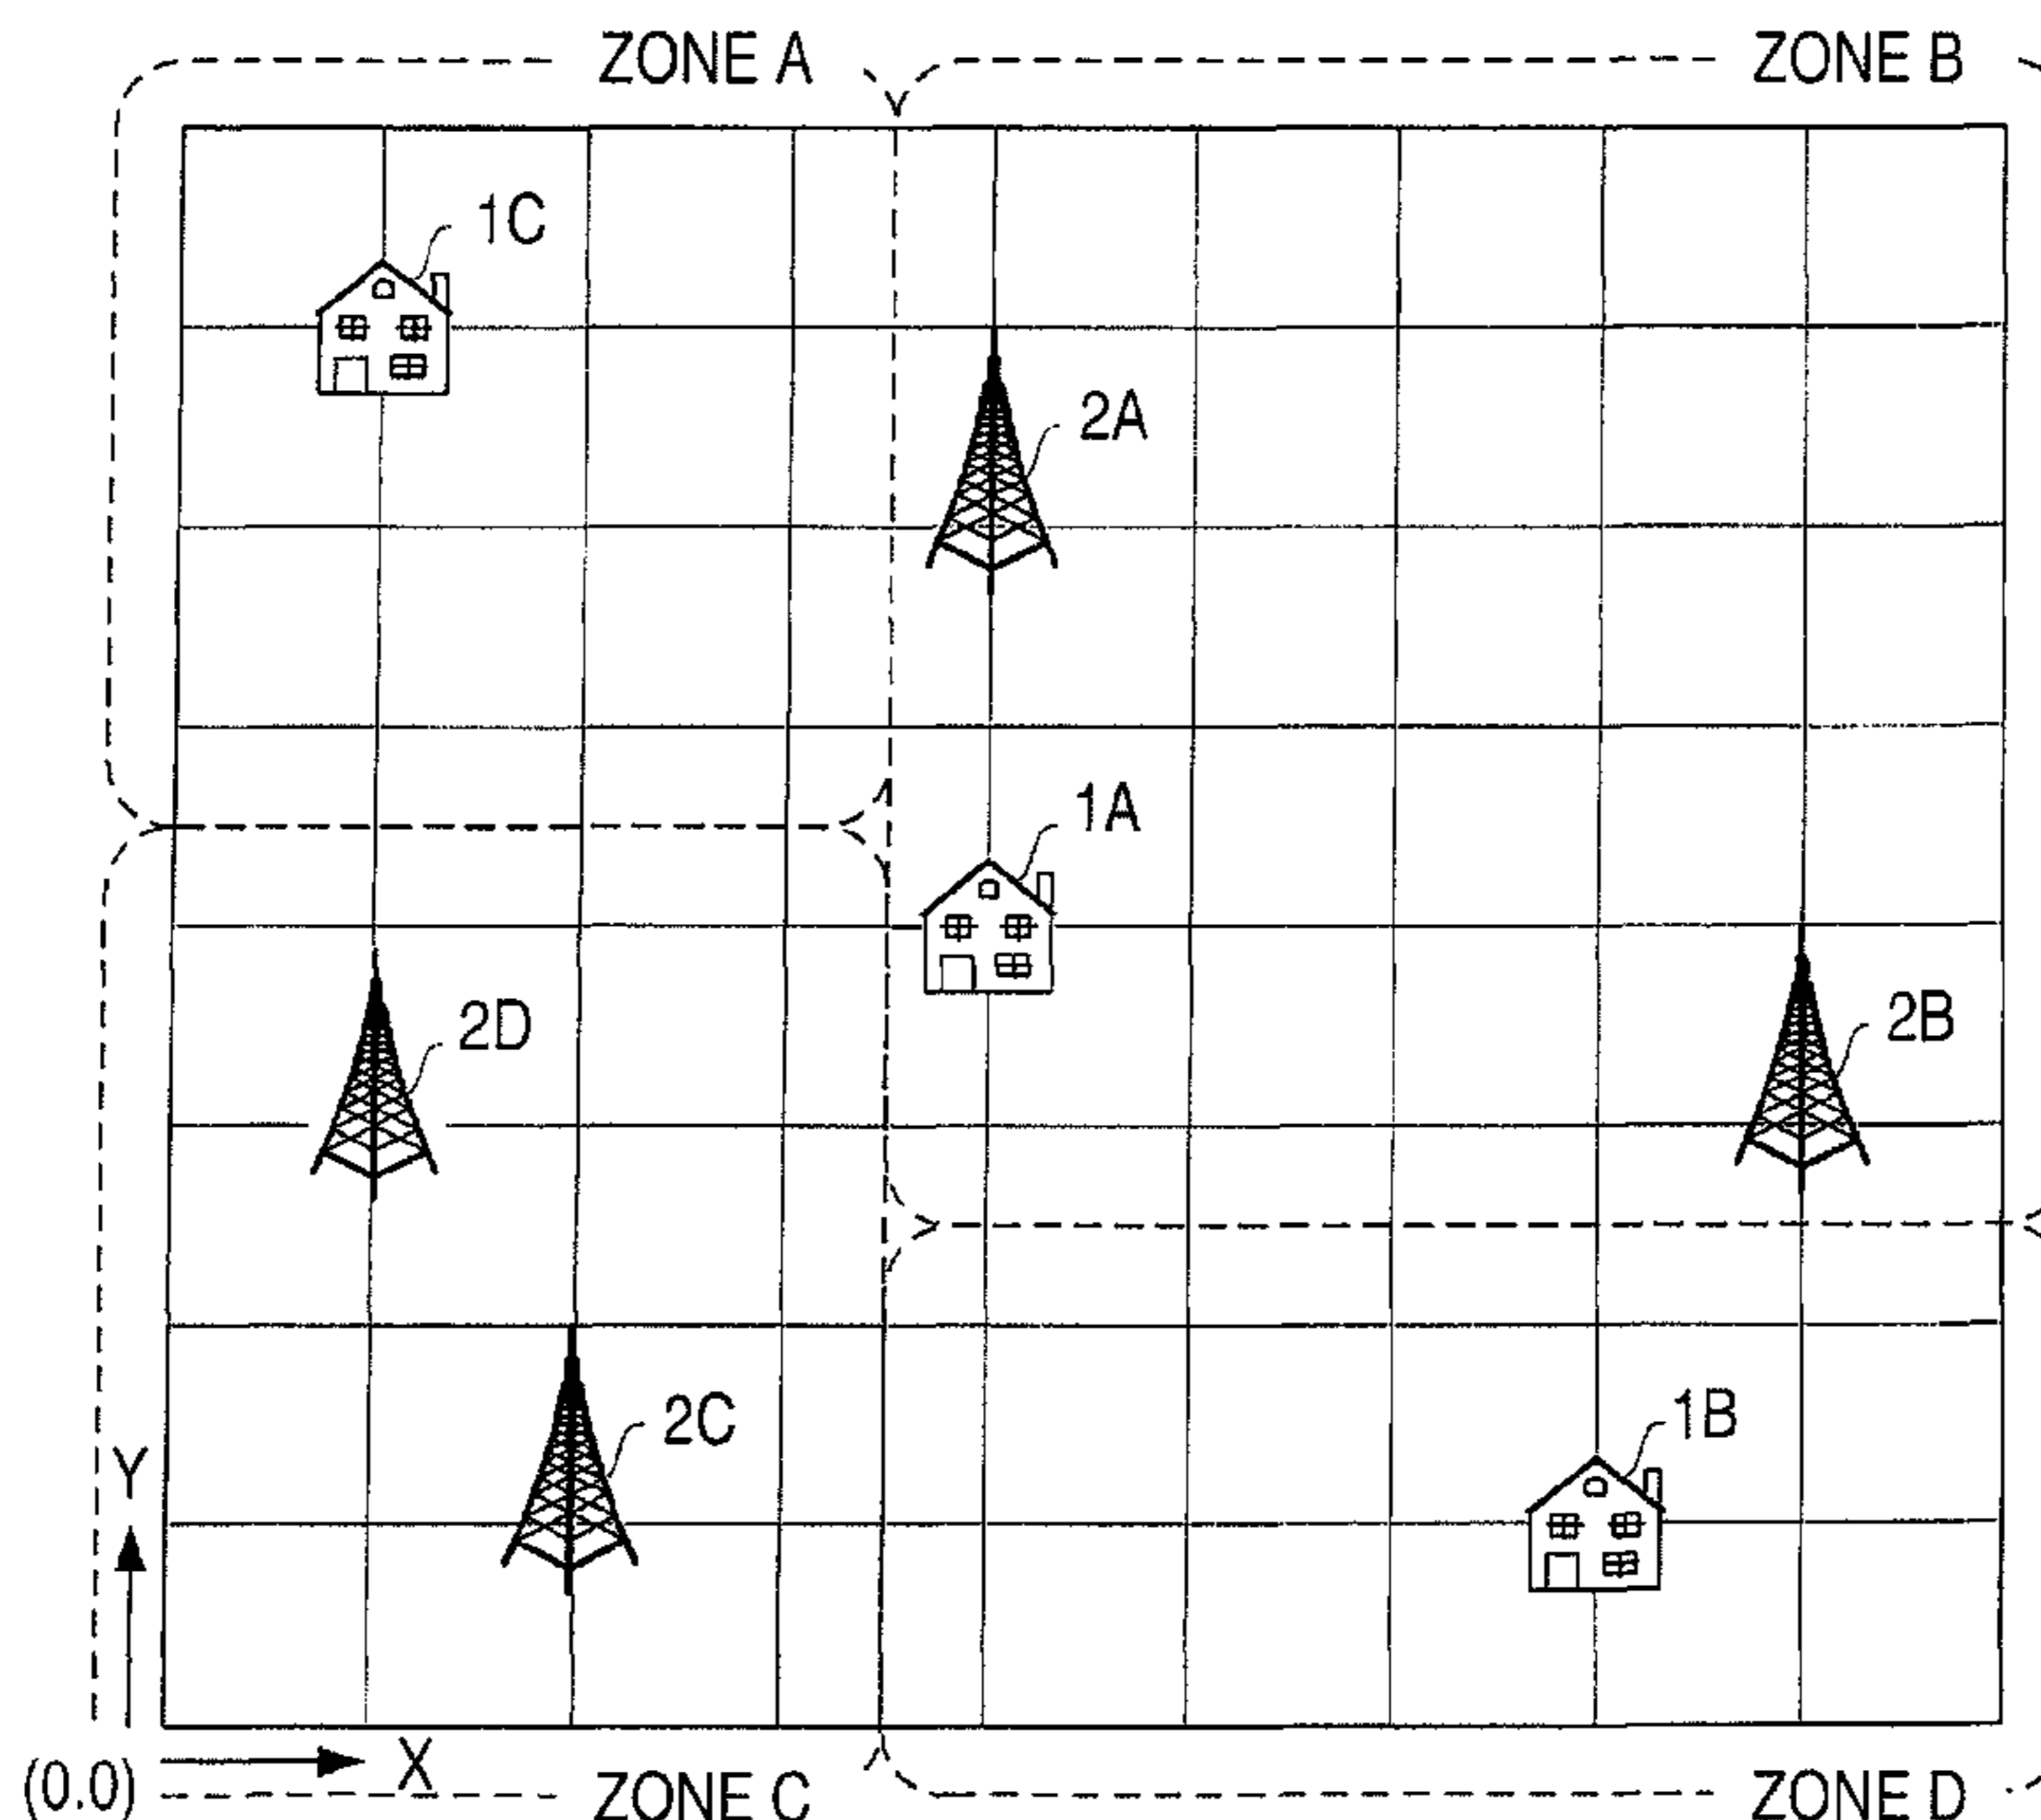 ZONE A
ZONE B
1C
2A
1A
2D
2B
2C
1B
Y
X
(0.0)
ZONE C
ZONE D